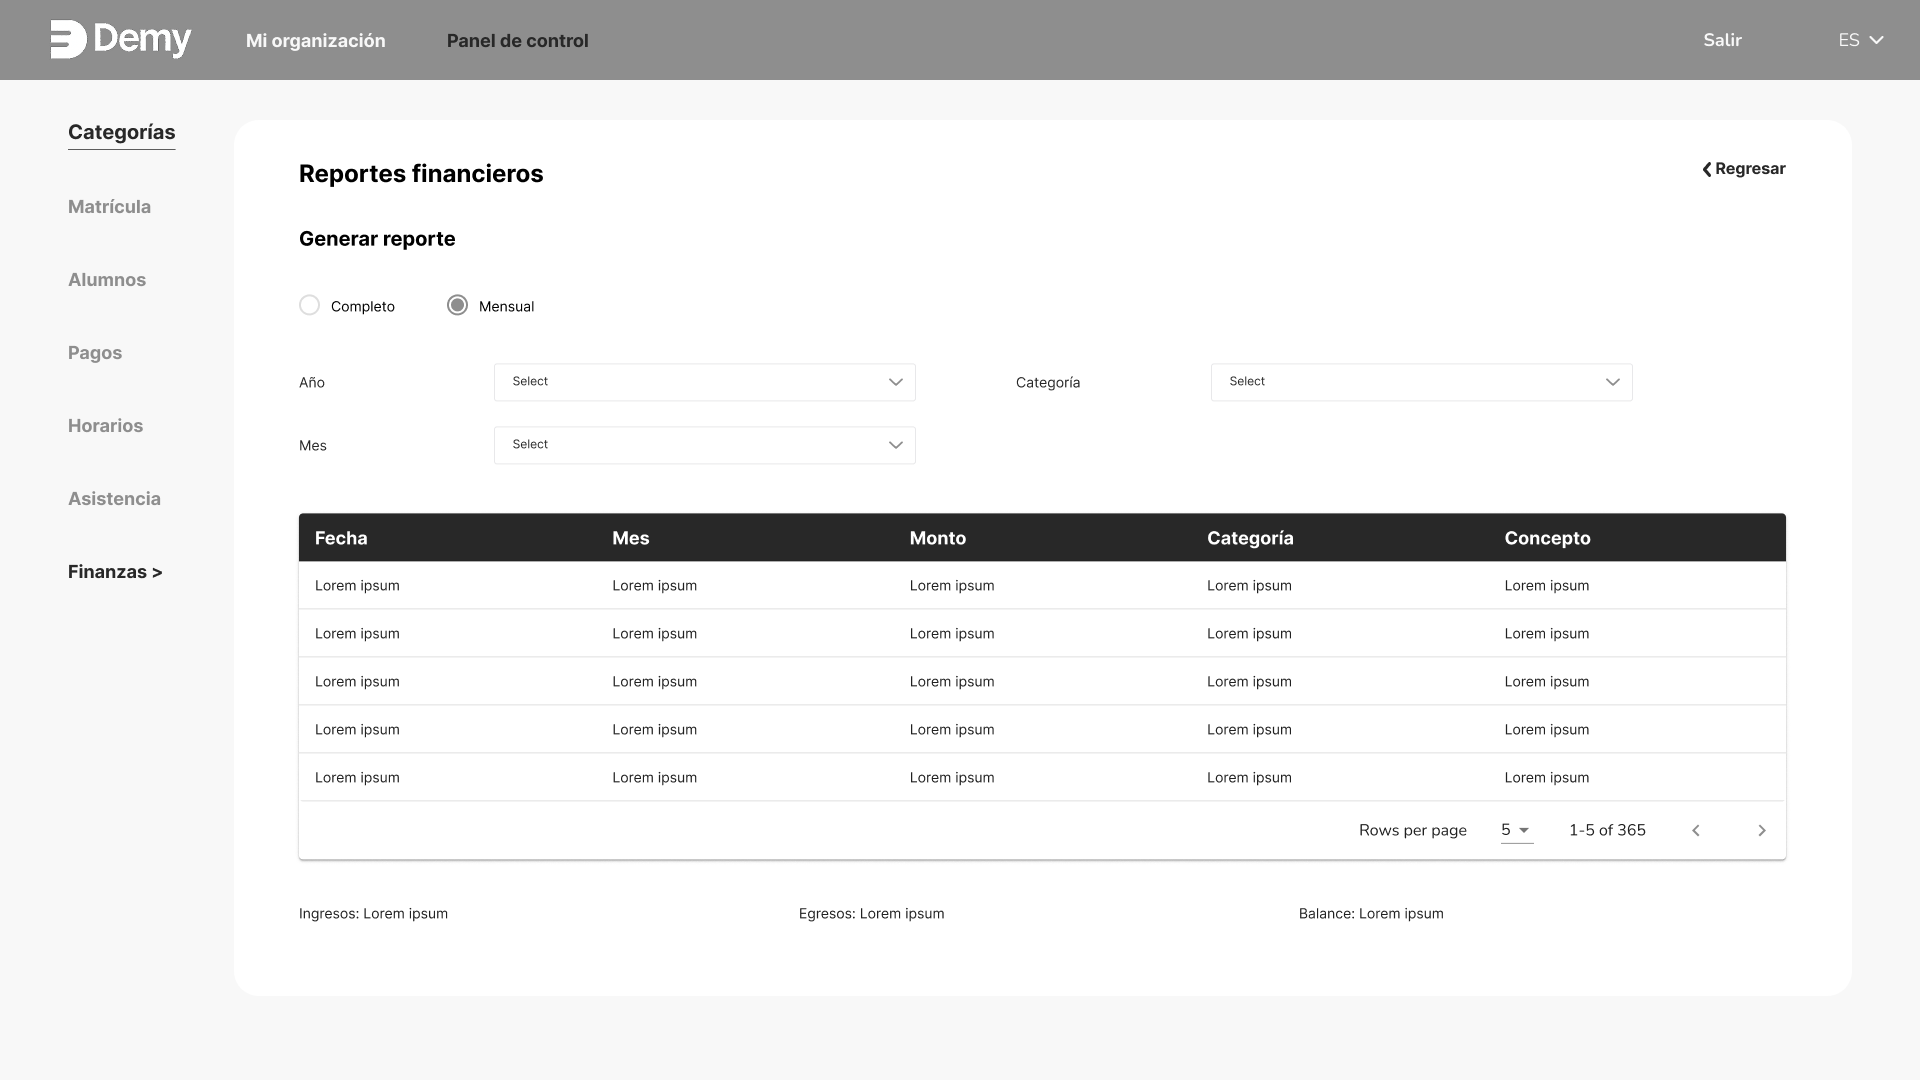 Demy Mi organización Panel de control Salir ES
Categorías
Matrícula
Alumnos
Pagos
Horarios
Asistencia
Finanzas >
Reportes financieros
Regresar
Generar reporte
Completo Mensual
Año Select Categoría Select
Mes Select
Fecha Mes Monto Categoría Concepto
Lorem ipsum Lorem ipsum Lorem ipsum Lorem ipsum Lorem ipsum
Lorem ipsum Lorem ipsum Lorem ipsum Lorem ipsum Lorem ipsum
Lorem ipsum Lorem ipsum Lorem ipsum Lorem ipsum Lorem ipsum
Lorem ipsum Lorem ipsum Lorem ipsum Lorem ipsum Lorem ipsum
Lorem ipsum Lorem ipsum Lorem ipsum Lorem ipsum Lorem ipsum
Rows per page 5 1-5 of 365
Ingresos: Lorem ipsum Egresos: Lorem ipsum Balance: Lorem ipsum